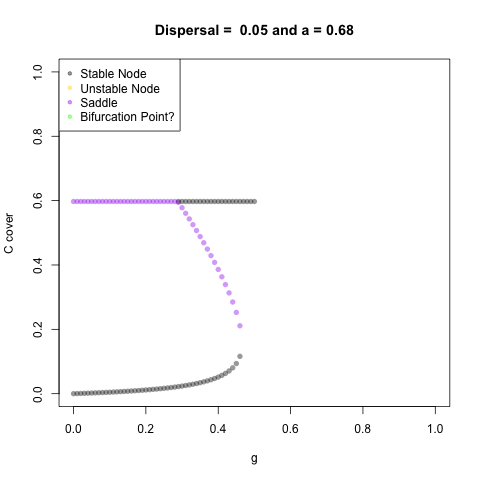 Dispersal =  0.05 and a = 0.68
Stable Node
Unstable Node
Saddle
Bifurcation Point?
1.0
0.8
0.6
0.4
0.2
0.0
C cover
0.0 0.2 0.4 0.6 0.8 1.0
g